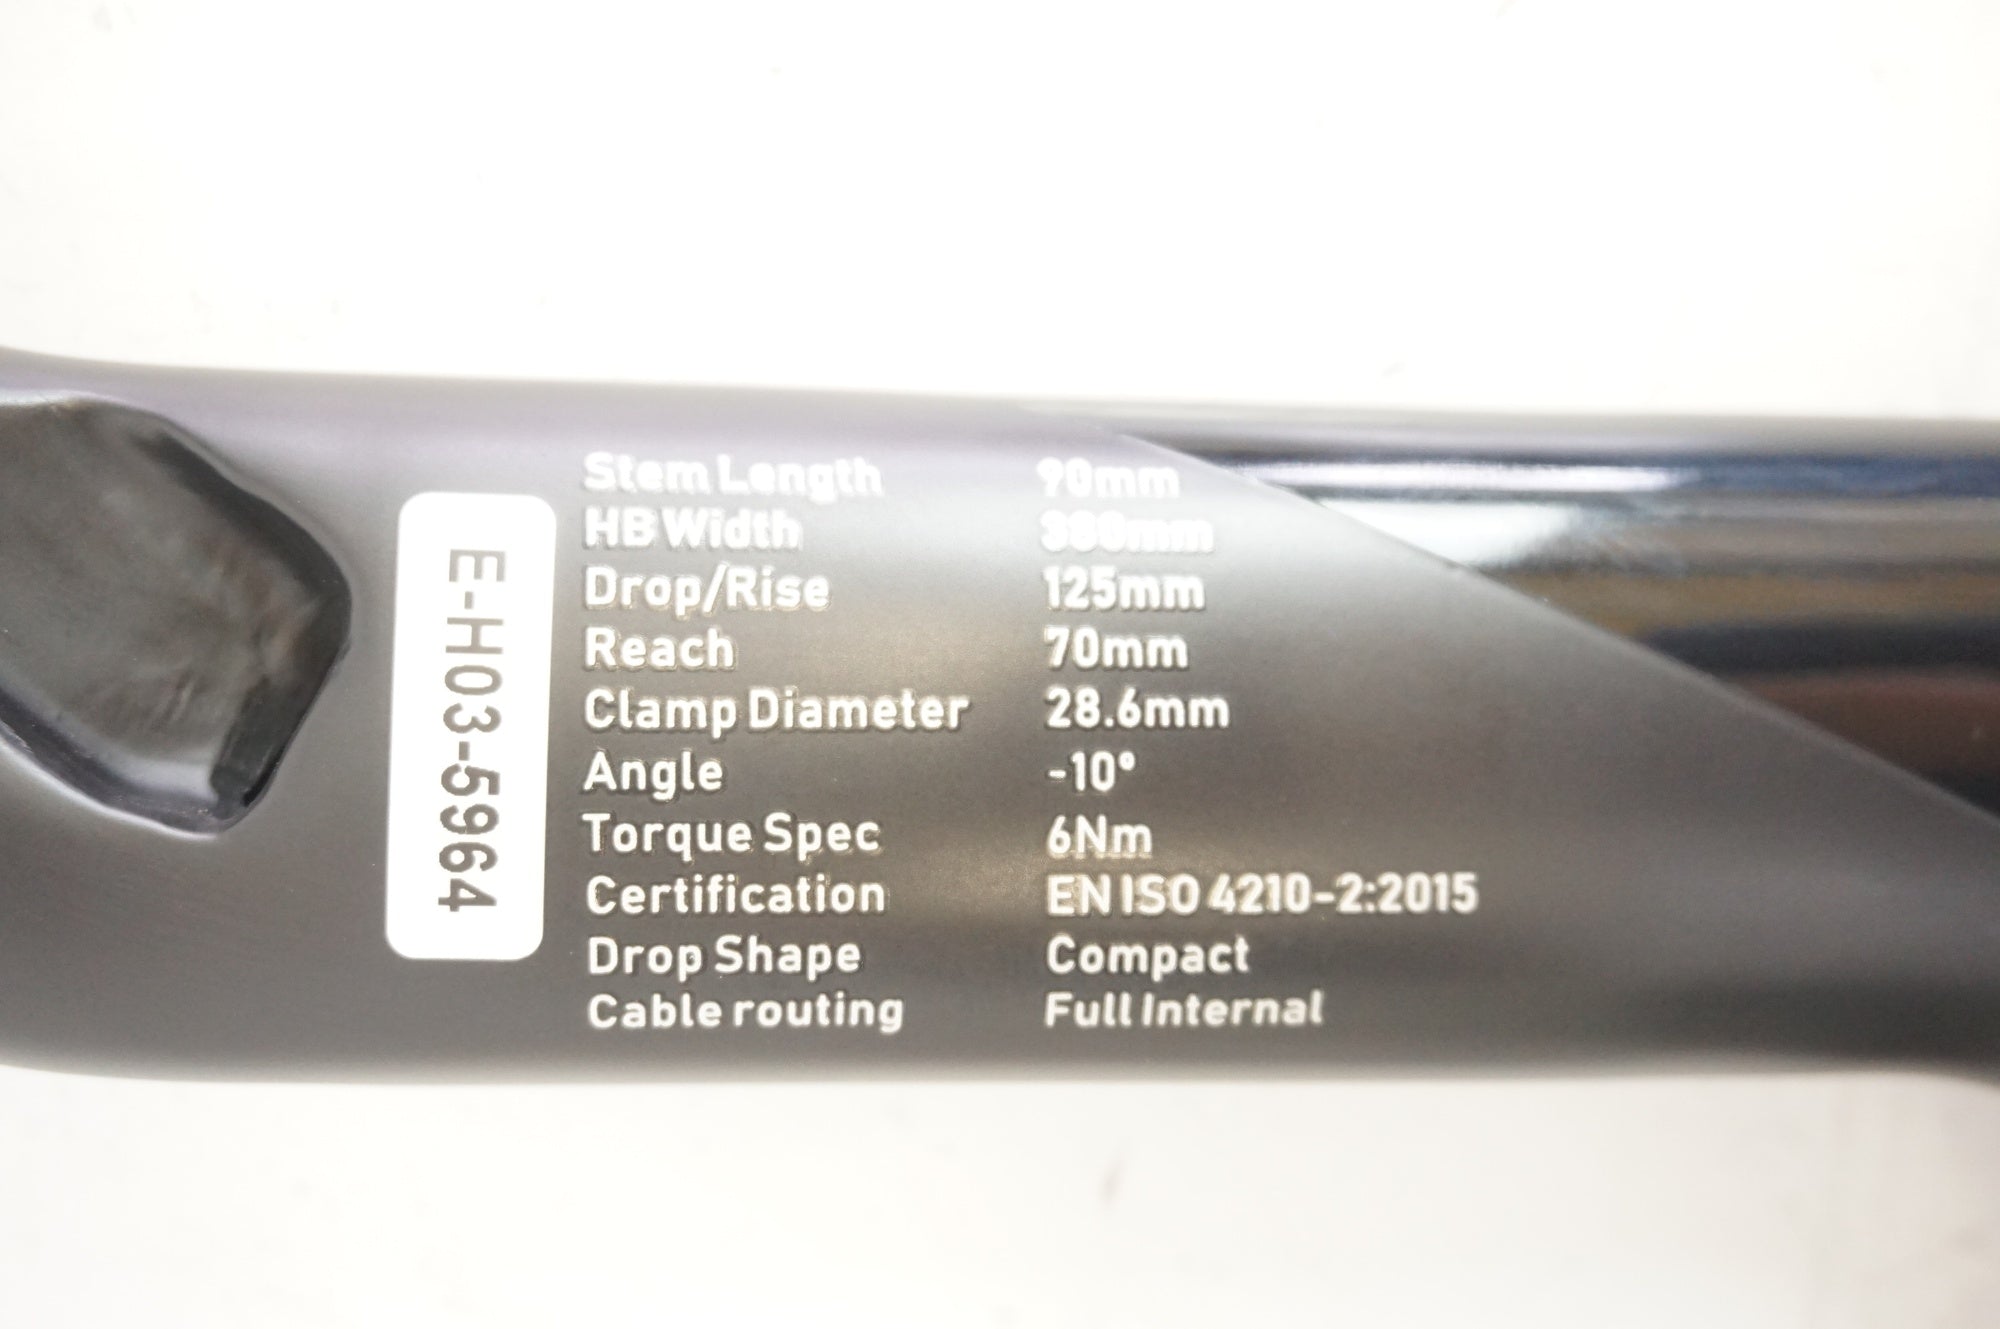 E-H03-5964
Stem Length 90mm
HB Width 380mm
Drop/Rise 125mm
Reach 70mm
Clamp Diameter 28.6mm
Angle -10°
Torque Spec 6Nm
Certification EN ISO 4210-2:2015
Drop Shape Compact
Cable routing Full Internal